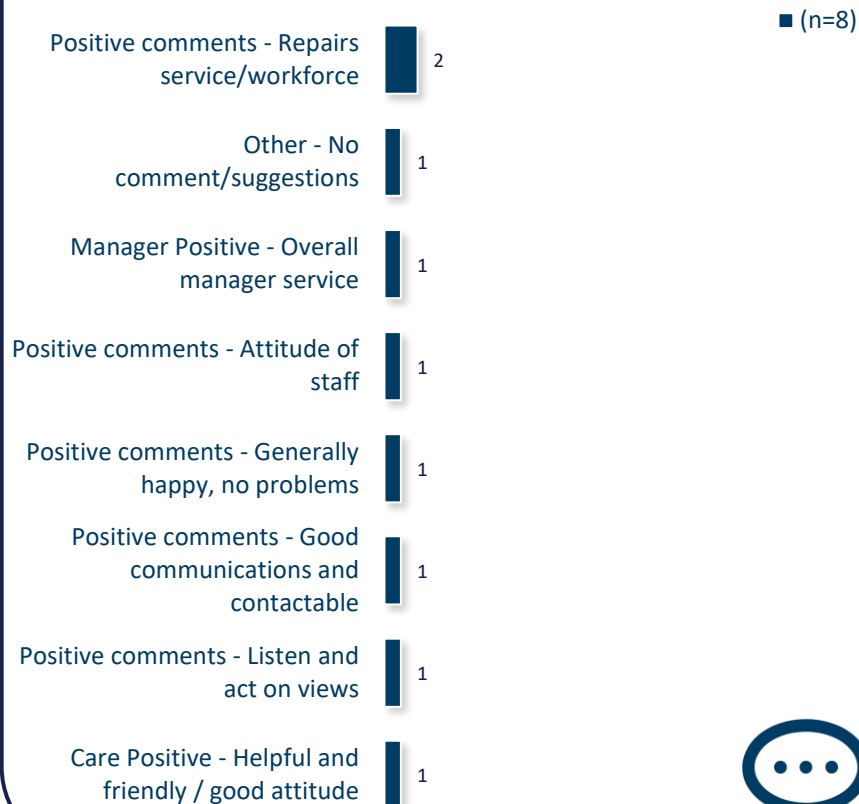 (n=8)
Positive comments - Repairs
service/workforce
2
Other - No
comment/suggestions
1
Manager Positive - Overall
manager service
1
Positive comments - Attitude of
staff
1
Positive comments - Generally
happy, no problems
1
Positive comments - Good
communications and
contactable
1
Positive comments - Listen and
act on views
1
Care Positive - Helpful and
friendly / good attitude
1